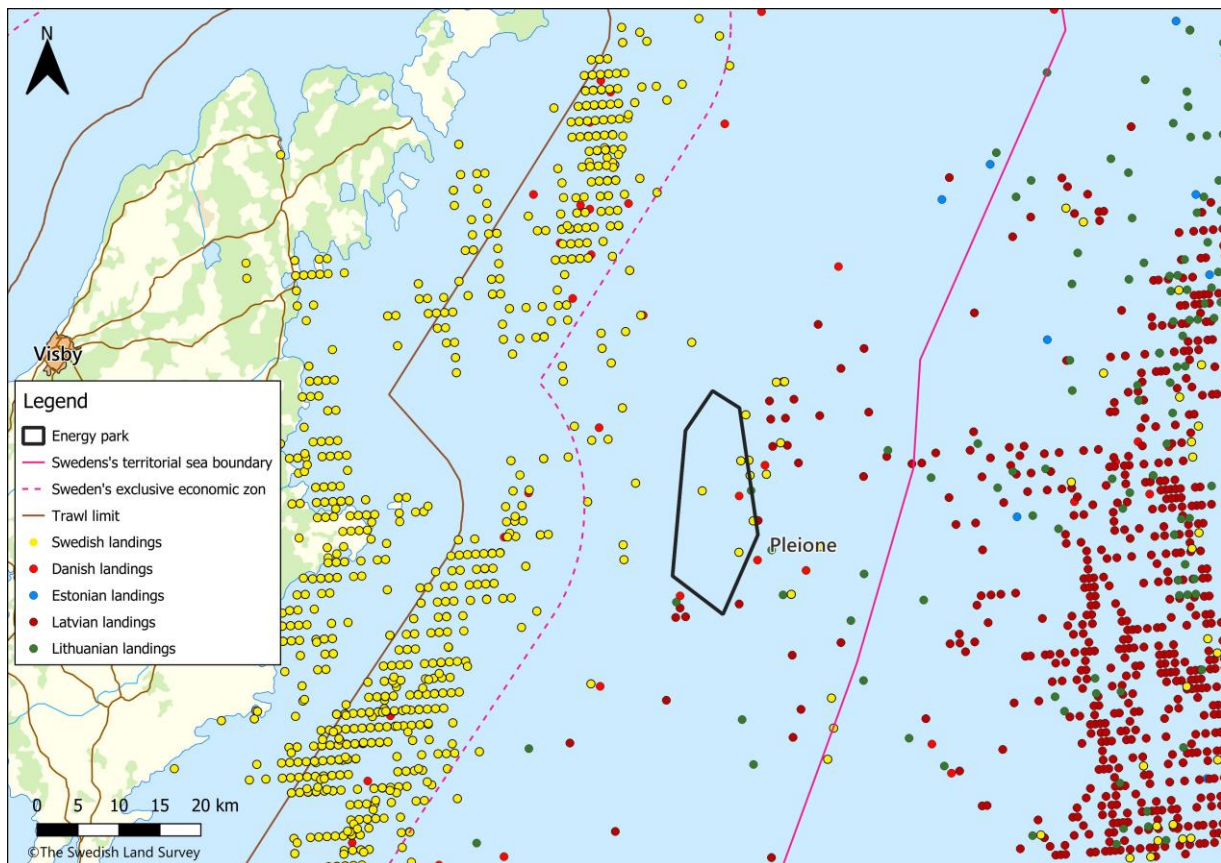 N
Visby
Legend
Energy park
Swedens's territorial sea boundary
Sweden's exclusive economic zon
Trawl limit
Swedish landings
Danish landings
Estonian landings
Latvian landings
Lithuanian landings
Pleione
0 5 10 15 20 km
©The Swedish Land Survey